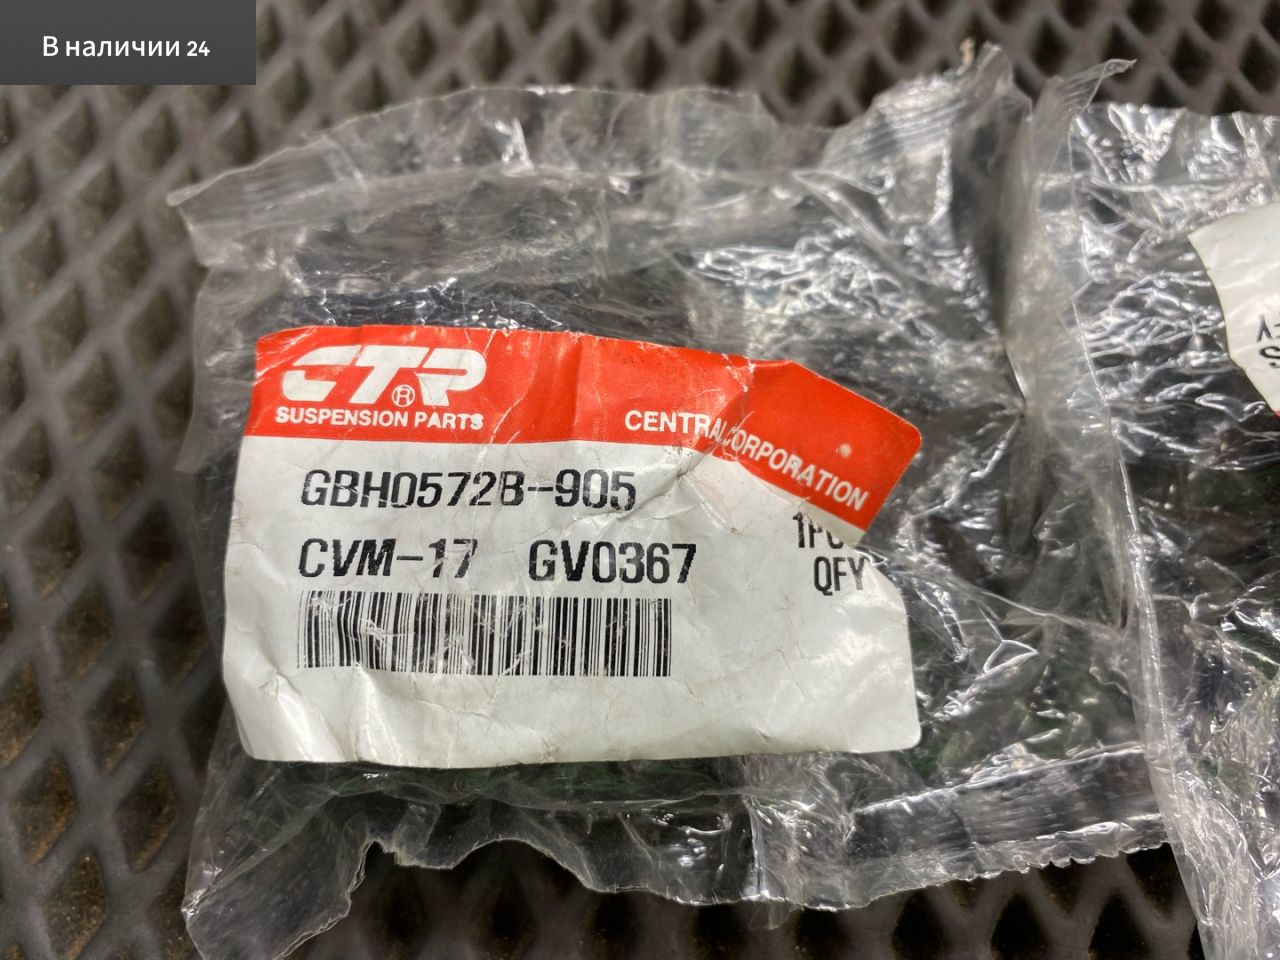 В наличии 24
CTR®
SUSPENSION PARTS
CENTRAL CORPORATION
GBH0572B-905
CVM-17 GV0367
QFY